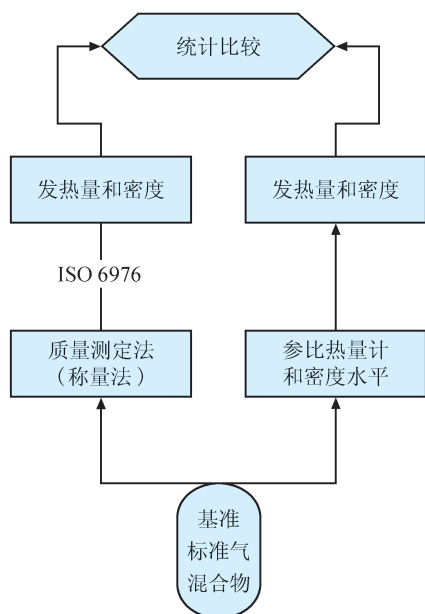 统计比较
发热量和密度
发热量和密度
ISO 6976
质量测定法
（称量法）
参比热量计
和密度水平
基准
标准气
混合物